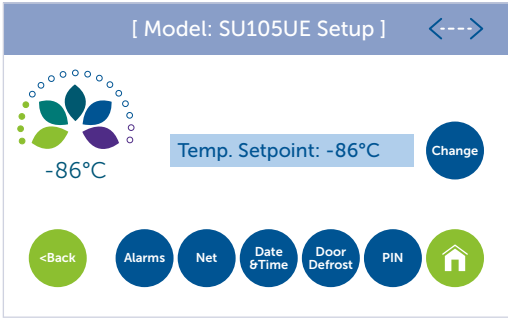 [ Model: SU105UE Setup ]
<---->
-86°C
Temp. Setpoint: -86°C
Change
<Back
Alarms
Net
Date
&Time
Door
Defrost
PIN